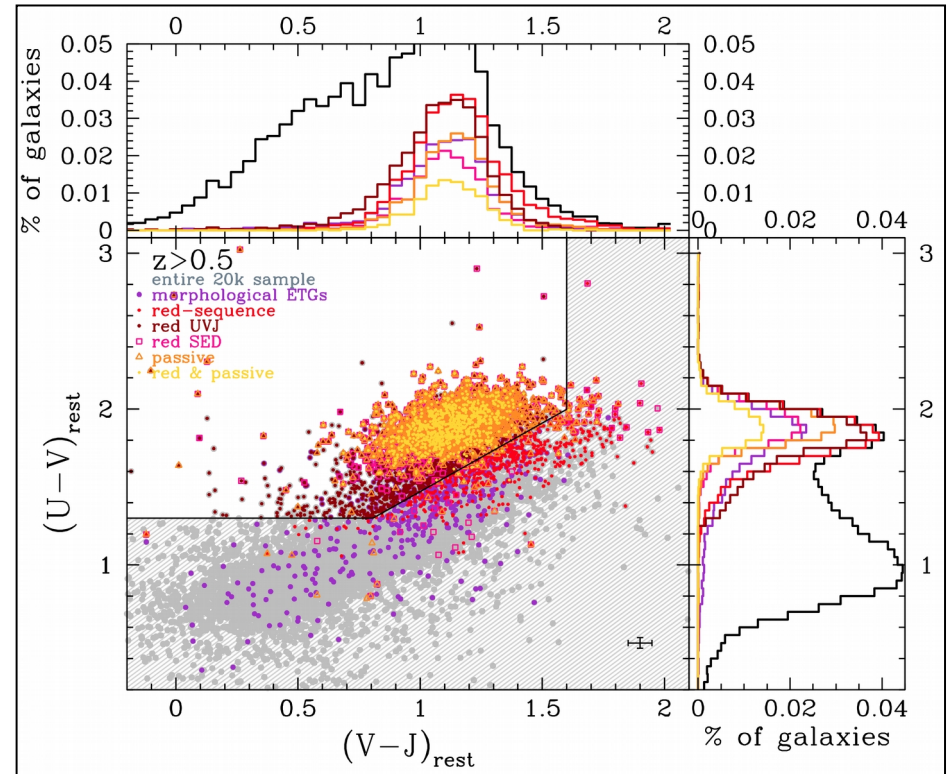 0 0.5 1 1.5 2
% of galaxies
0.05
0.04
0.03
0.02
0.01
0
0.05
0.04
0.03
0.02
0.01
0
0 0.02 0.04
3
2
1
(U−V)rest
z>0.5
entire 20k sample
morphological ETGs
red-sequence
red UVJ
red SED
passive
red & passive
3
2
1
0 0.5 1 1.5 2
(V−J)rest
0 0.02 0.04
% of galaxies